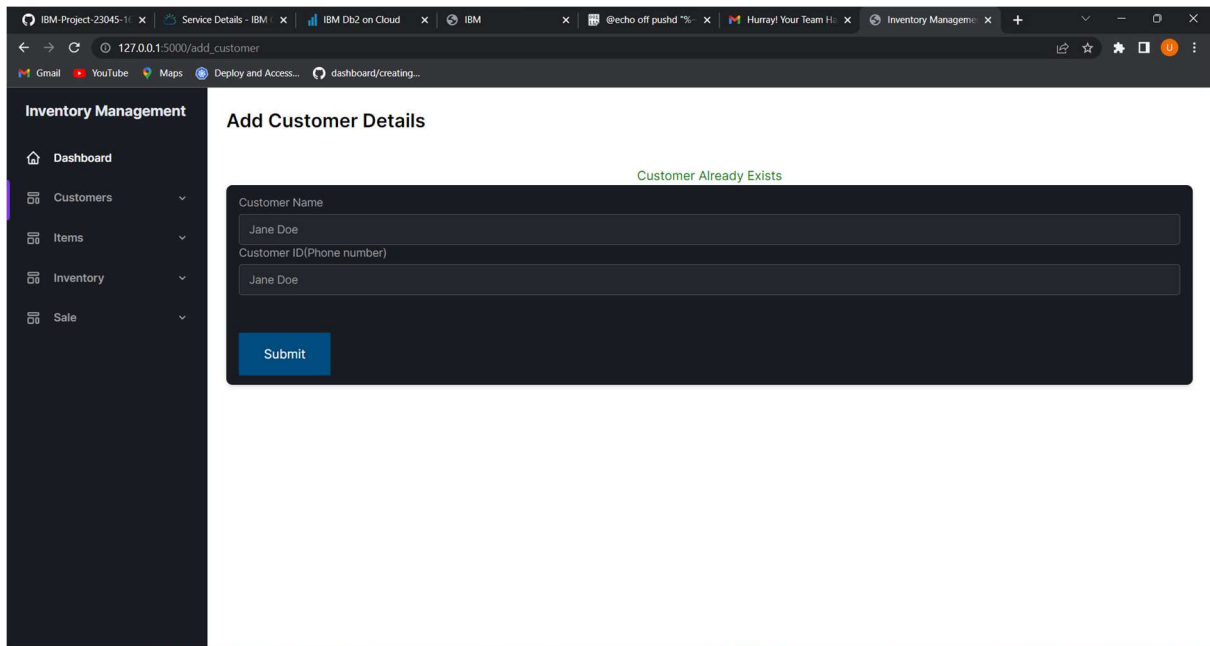 IBM-Project-23045-1 Service Details - IBM IBM Db2 on Cloud IBM @echo off pushd "%~ Hurray! Your Team Ha Inventory Manageme
127.0.0.1:5000/add_customer U
Gmail YouTube Maps Deploy and Access... dashboard/creating...
Inventory Management
Dashboard
Customers
Items
Inventory
Sale
Add Customer Details
Customer Already Exists
Customer Name
Jane Doe
Customer ID(Phone number)
Jane Doe
Submit